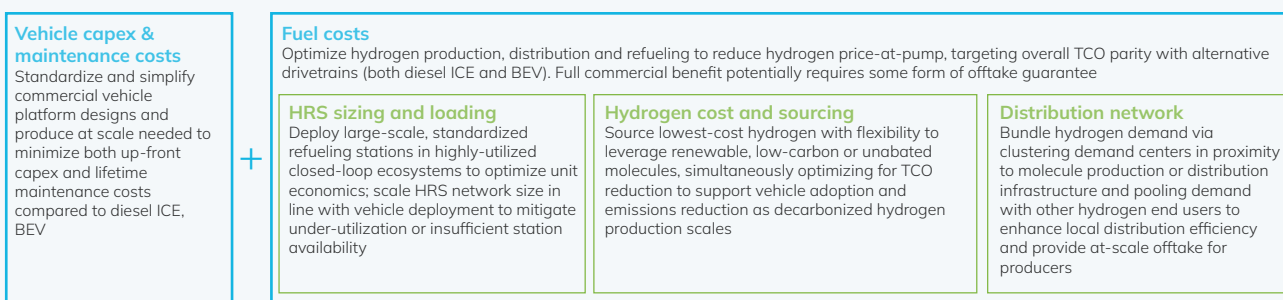 Vehicle capex &
maintenance costs
Standardize and simplify
commercial vehicle
platform designs and
produce at scale needed to
minimize both up-front
capex and lifetime
maintenance costs
compared to diesel ICE,
BEV
+
Fuel costs
Optimize hydrogen production, distribution and refueling to reduce hydrogen price-at-pump, targeting overall TCO parity with alternative
drivetrains (both diesel ICE and BEV). Full commercial benefit potentially requires some form of offtake guarantee
HRS sizing and loading
Deploy large-scale, standardized
refueling stations in highly-utilized
closed-loop ecosystems to optimize unit
economics; scale HRS network size in
line with vehicle deployment to mitigate
under-utilization or insufficient station
availability
Hydrogen cost and sourcing
Source lowest-cost hydrogen with flexibility to
leverage renewable, low-carbon or unabated
molecules, simultaneously optimizing for TCO
reduction to support vehicle adoption and
emissions reduction as decarbonized hydrogen
production scales
Distribution network
Bundle hydrogen demand via
clustering demand centers in proximity
to molecule production or distribution
infrastructure and pooling demand
with other hydrogen end users to
enhance local distribution efficiency
and provide at-scale offtake for
producers